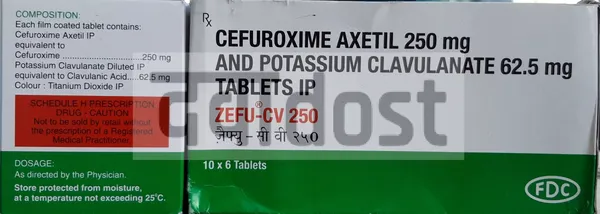 COMPOSITION:
Each film coated tablet contains:
Cefuroxime Axetil IP
equivalent to
Cefuroxime ........................250 mg
Potassium Clavulanate Diluted IP
equivalent to Clavulanic Acid.....62.5 mg
Colour : Titanium Dioxide IP
SCHEDULE H PRESCRIPTION
DRUG - CAUTION
Not to be sold by retail without
the prescription of a Registered
Medical Practitioner.
DOSAGE:
As directed by the Physician.
Store protected from moisture,
at a temperature not exceeding 25°C.
Rx
CEFUROXIME AXETIL 250 mg
AND POTASSIUM CLAVULANATE 62.5 mg
TABLETS IP
ZEFU®-CV 250
ज़ेफ्यु - सी वी २५०
10 x 6 Tablets
FDC